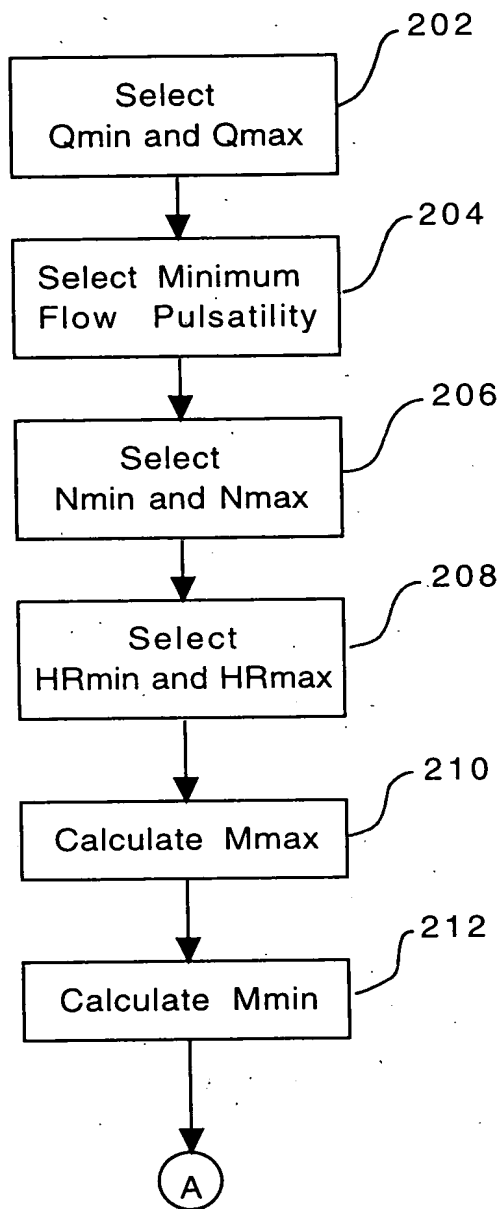 202
Select
Qmin and Qmax
204
Select Minimum
Flow Pulsatility
206
Select
Nmin and Nmax
208
Select
HRmin and HRmax
210
Calculate Mmax
212
Calculate Mmin
A